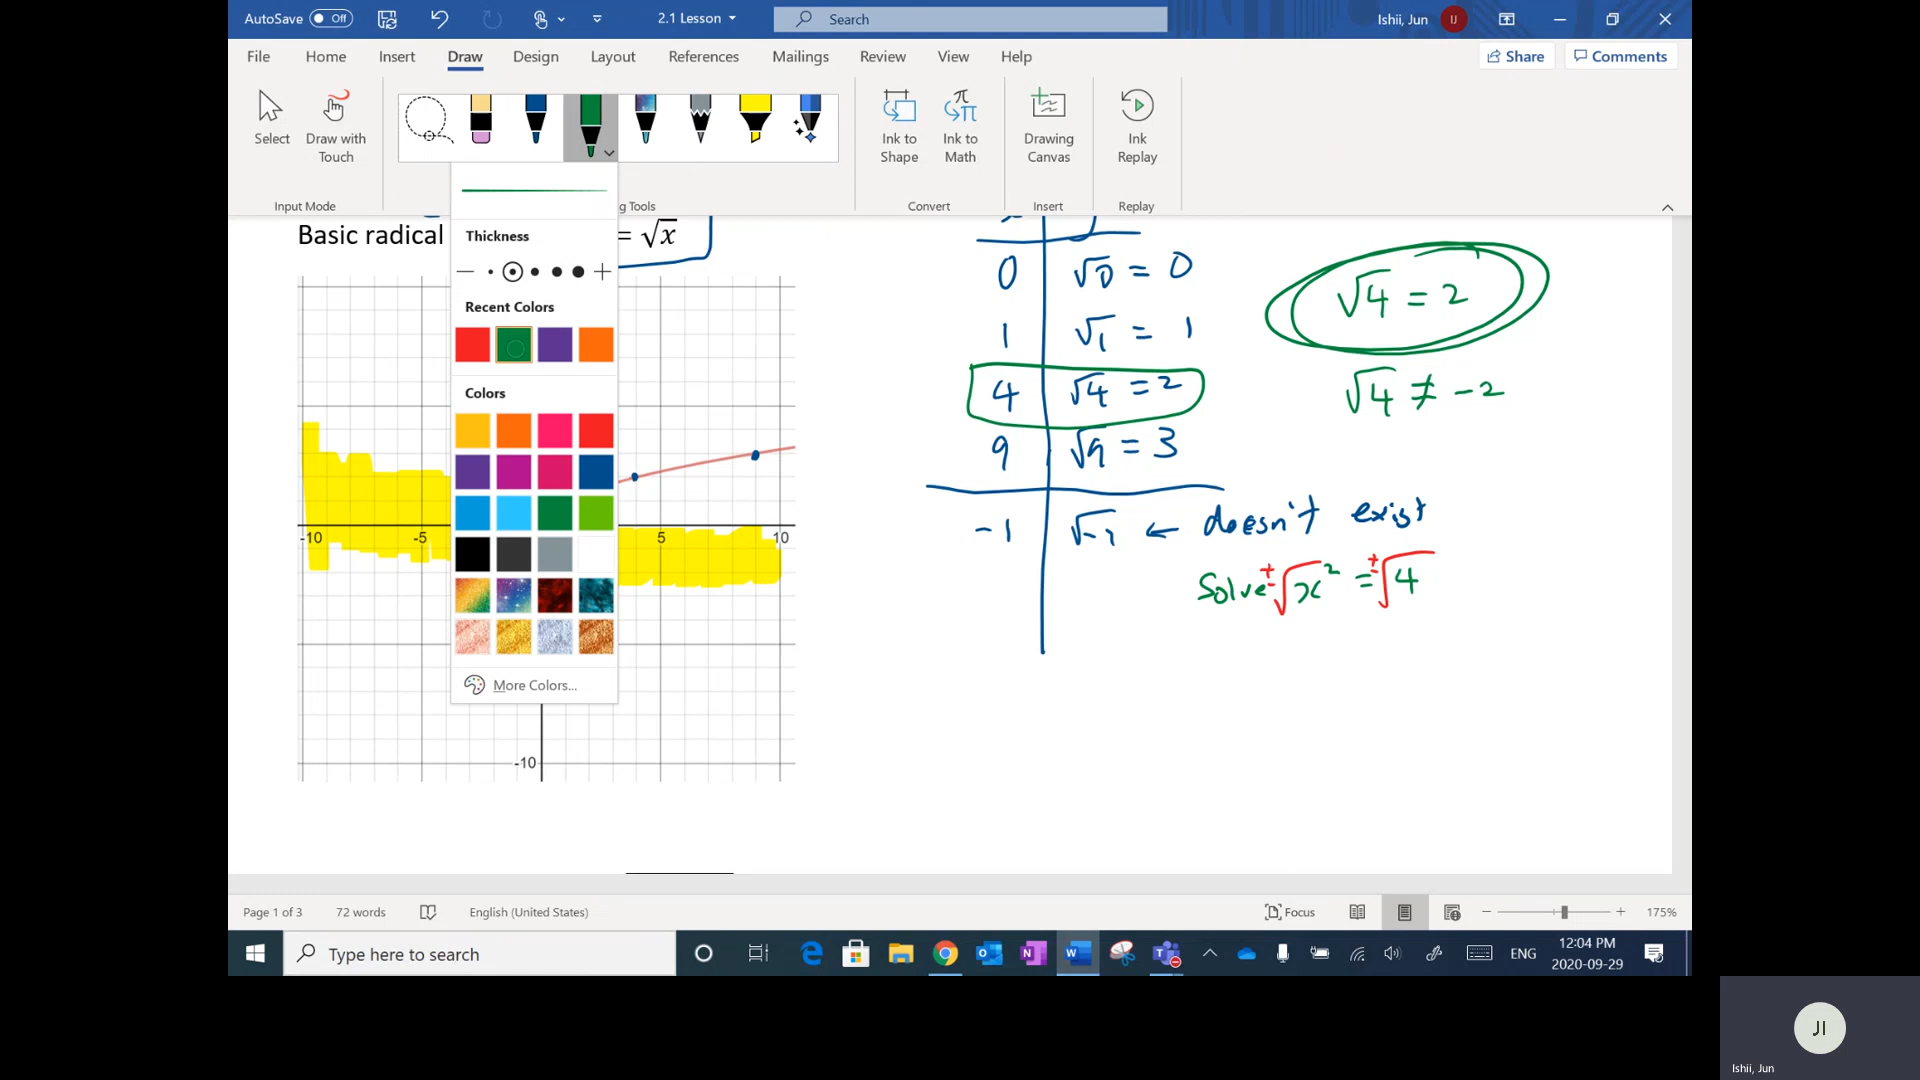 AutoSave Off 2.1 Lesson Search Ishii, Jun IJ
File Home Insert Draw Design Layout References Mailings Review View Help Share Comments
Select Draw with Touch Ink to Shape Ink to Math Drawing Canvas Ink Replay
Input Mode g Tools Convert Insert Replay
Basic radical = √x
Thickness
Recent Colors
Colors
More Colors...
-10 -5 5 10
-10
0 √0 = 0
1 √1 = 1
4 √4 = 2
9 √9 = 3
-1 √-1 ← doesn't exist
√4 = 2
√4 ≠ -2
Solve ±√x² = ±√4
Page 1 of 3 72 words English (United States) Focus 175%
Type here to search ENG 12:04 PM
2020-09-29
JI
Ishii, Jun